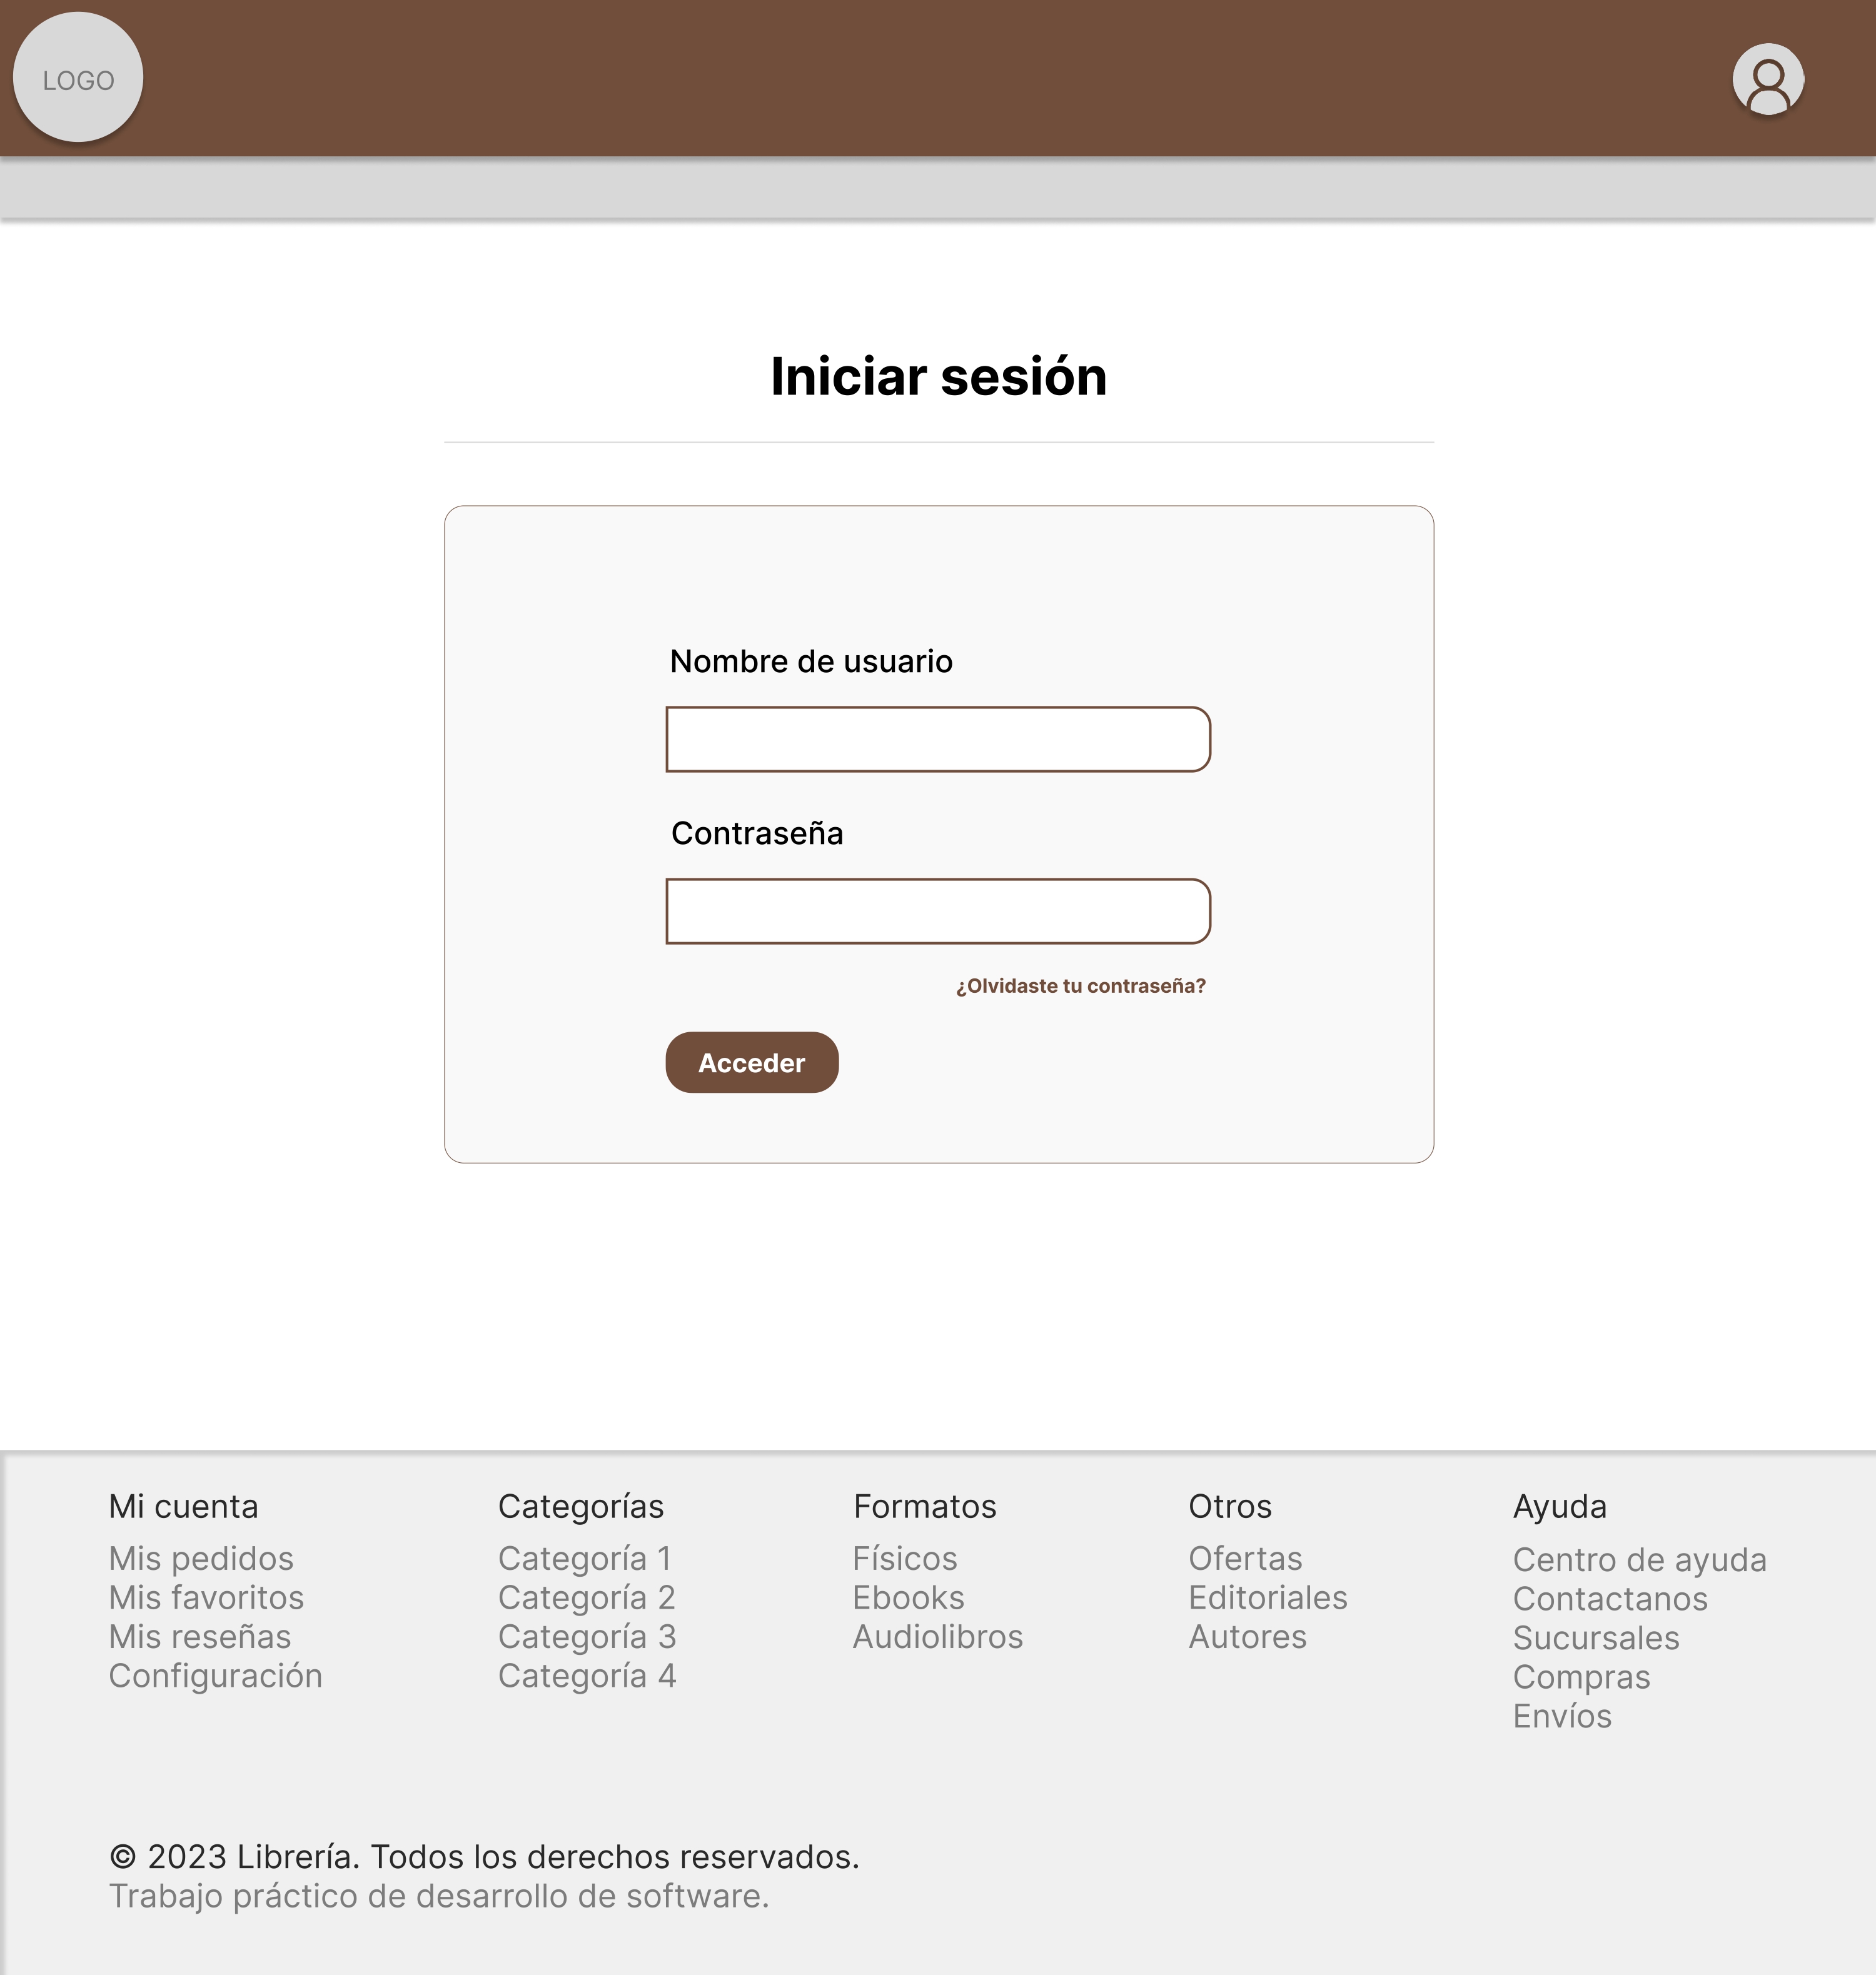 LOGO
Iniciar sesión
Nombre de usuario
Contraseña
¿Olvidaste tu contraseña?
Acceder
Mi cuenta
Mis pedidos
Mis favoritos
Mis reseñas
Configuración
Categorías
Categoría 1
Categoría 2
Categoría 3
Categoría 4
Formatos
Físicos
Ebooks
Audiolibros
Otros
Ofertas
Editoriales
Autores
Ayuda
Centro de ayuda
Contactanos
Sucursales
Compras
Envíos
© 2023 Librería. Todos los derechos reservados.
Trabajo práctico de desarrollo de software.